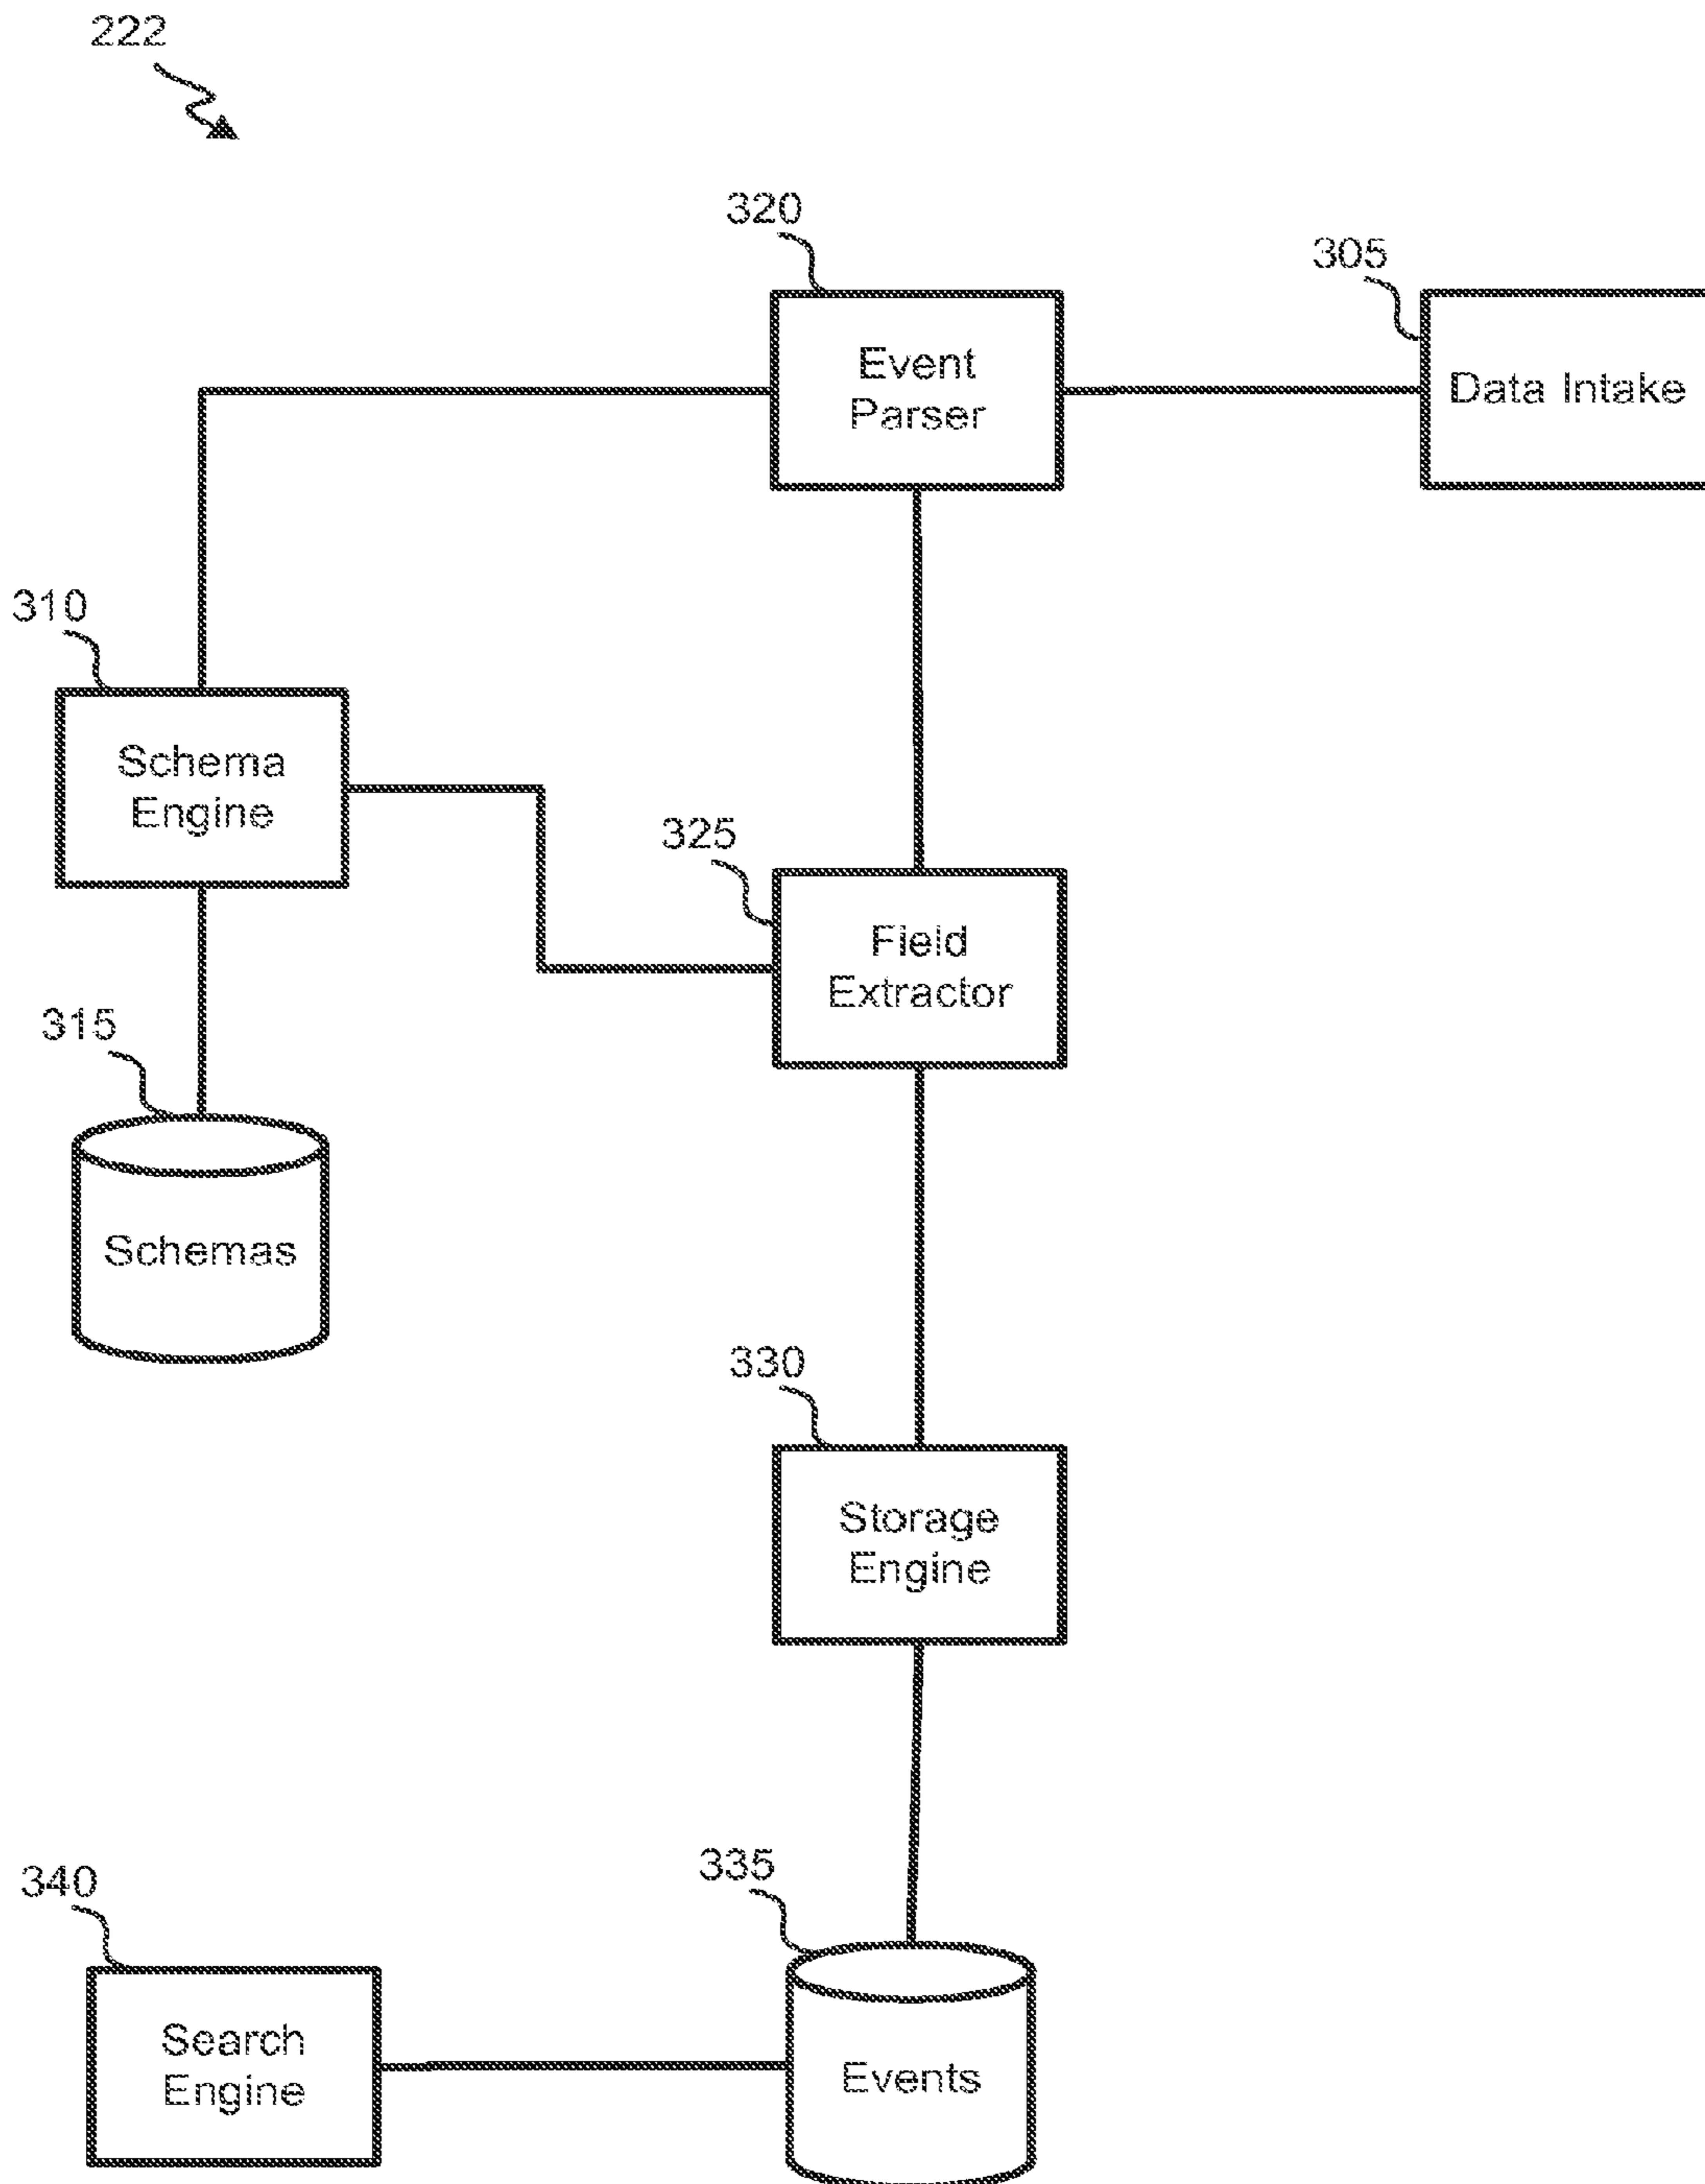 222
320
305
Event
Parser
Data Intake
310
Schema
Engine
325
Field
Extractor
315
Schemas
330
Storage
Engine
340
335
Search
Engine
Events